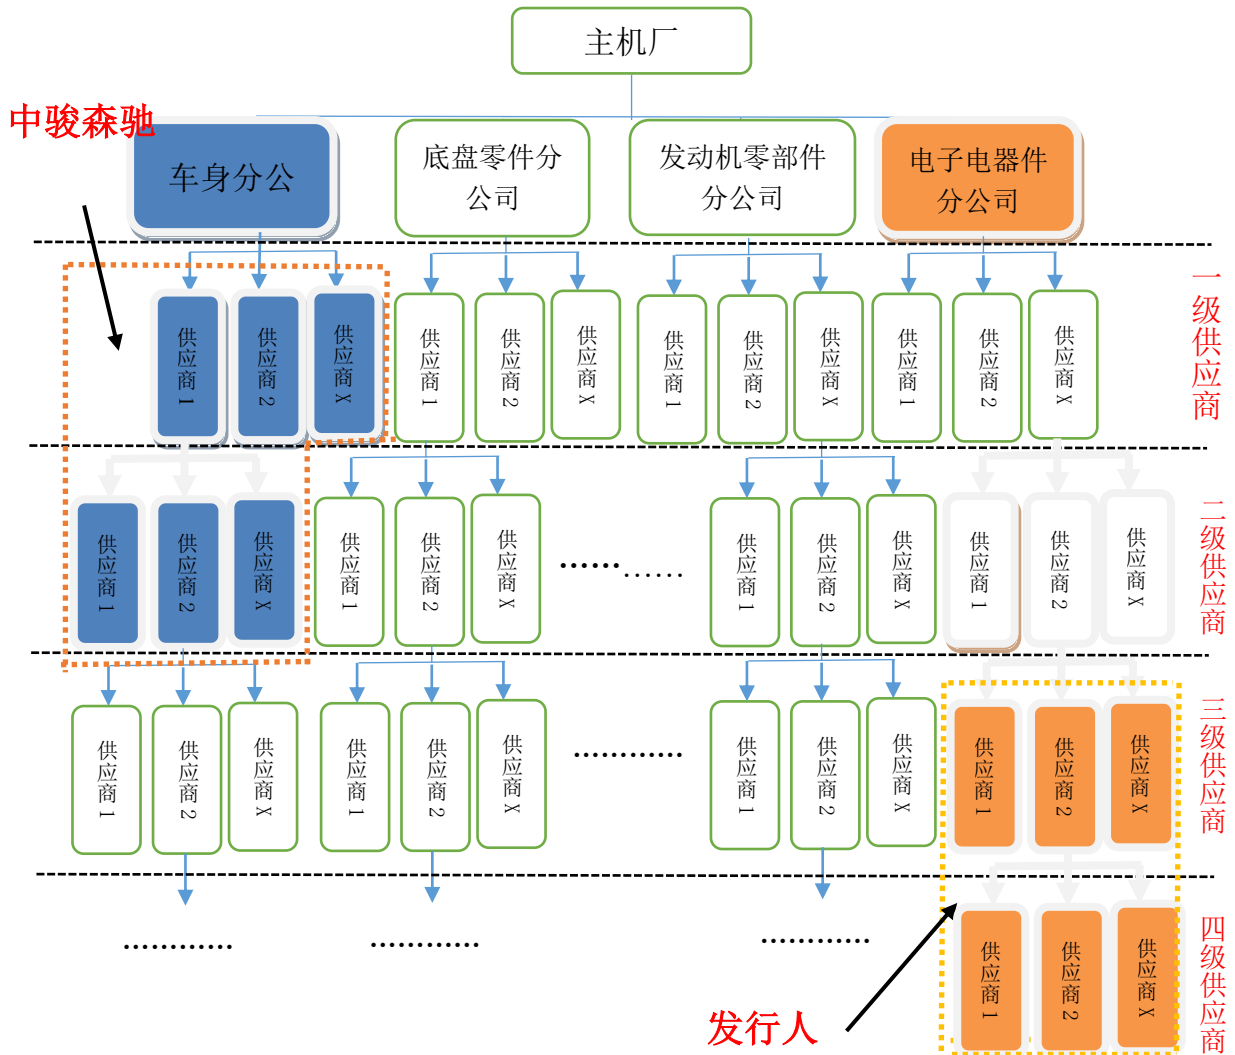 主机厂
中骏森驰
车身分公
底盘零件分
公司
发动机零部件
分公司
电子电器件
分公司
供应商1
供应商2
供应商X
供应商1
供应商2
供应商X
供应商1
供应商2
供应商X
供应商1
供应商2
供应商X
一级供应商
供应商1
供应商2
供应商X
供应商1
供应商2
供应商X
………
供应商1
供应商2
供应商X
供应商1
供应商2
供应商X
二级供应商
供应商1
供应商2
供应商X
供应商1
供应商2
供应商X
…………
供应商1
供应商2
供应商X
供应商1
供应商2
供应商X
三级供应商
…………
…………
…………
供应商1
供应商2
供应商X
四级供应商
发行人